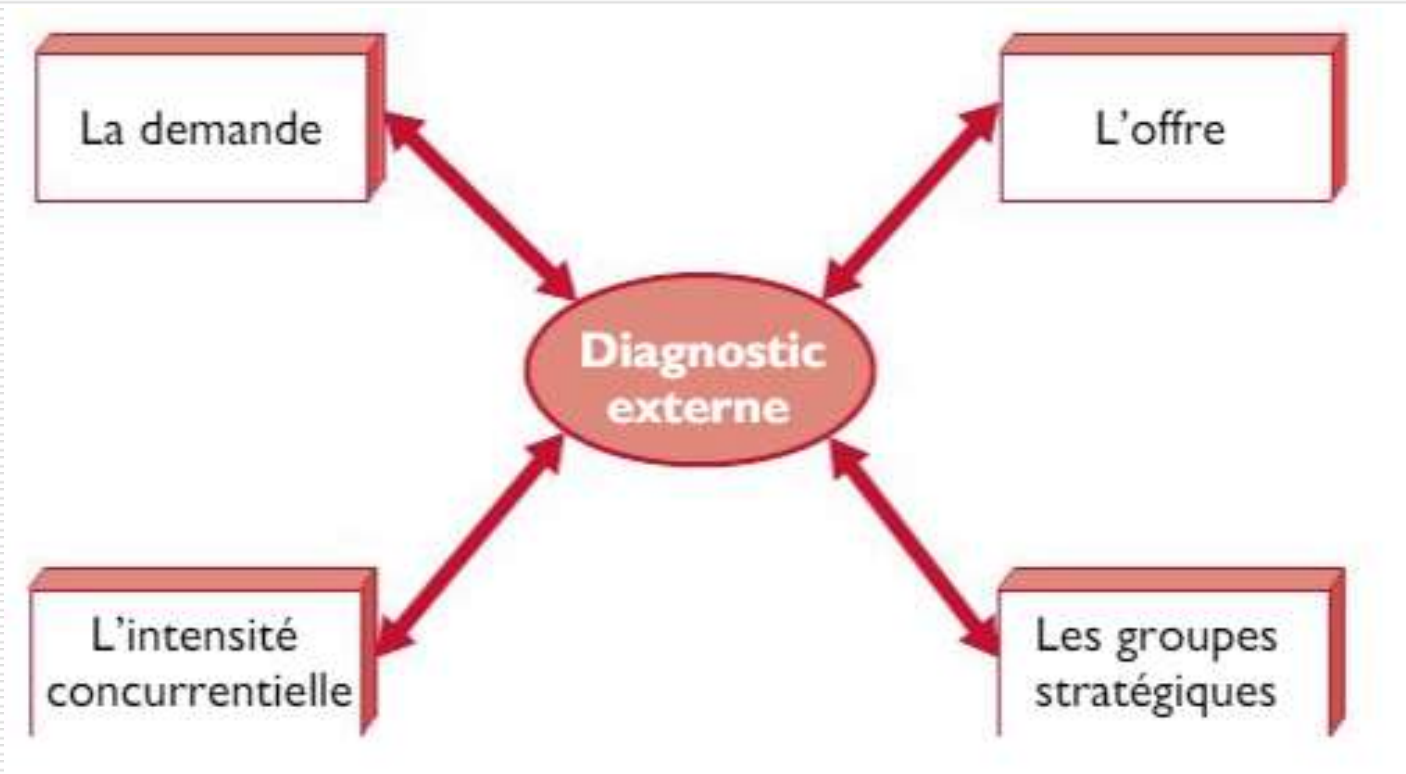 La demande
L'offre
Diagnostic
externe
L'intensité
concurrentielle
Les groupes
stratégiques